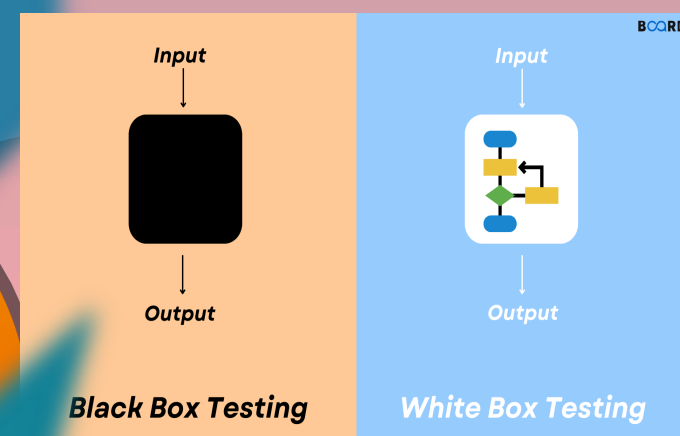 Input
Output
Black Box Testing
Input
Output
White Box Testing